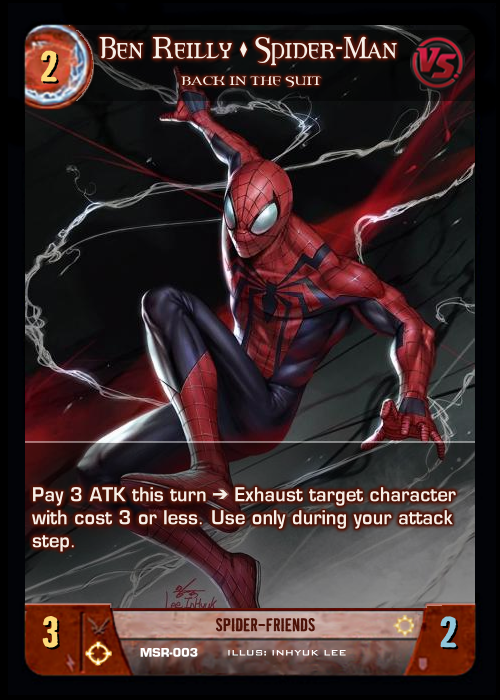 2
Ben Reilly ♦ Spider-Man
VS
BACK IN THE SUIT
Pay 3 ATK this turn ➔ Exhaust target character
with cost 3 or less. Use only during your attack
step.
Lee InHyuk
3
SPIDER-FRIENDS
2
MSR-003
ILLUS: INHYUK LEE